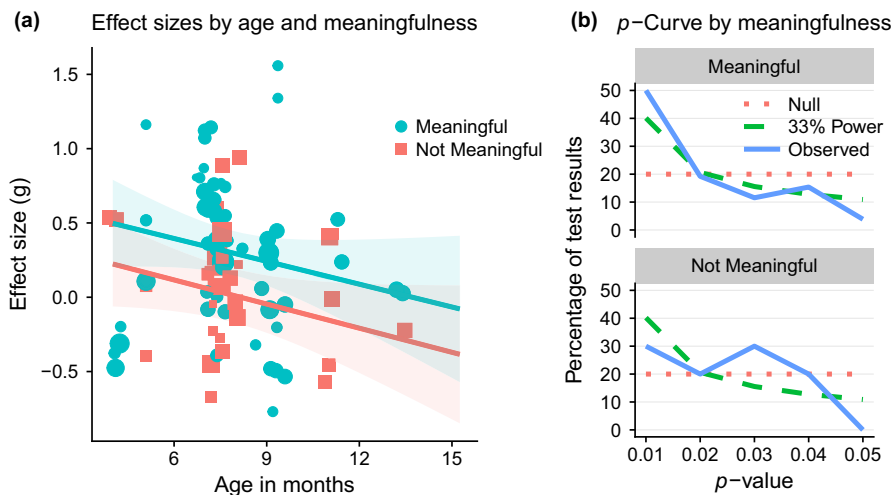 (a) Effect sizes by age and meaningfulness
Effect size (g)
1.5
1.0
0.5
0.0
−0.5
Meaningful
Not Meaningful
6 9 12 15
Age in months
(b) p−Curve by meaningfulness
Percentage of test results
Meaningful
50
40
30
20
10
0
Null
33% Power
Observed
Not Meaningful
50
40
30
20
10
0
0.01 0.02 0.03 0.04 0.05
p−value